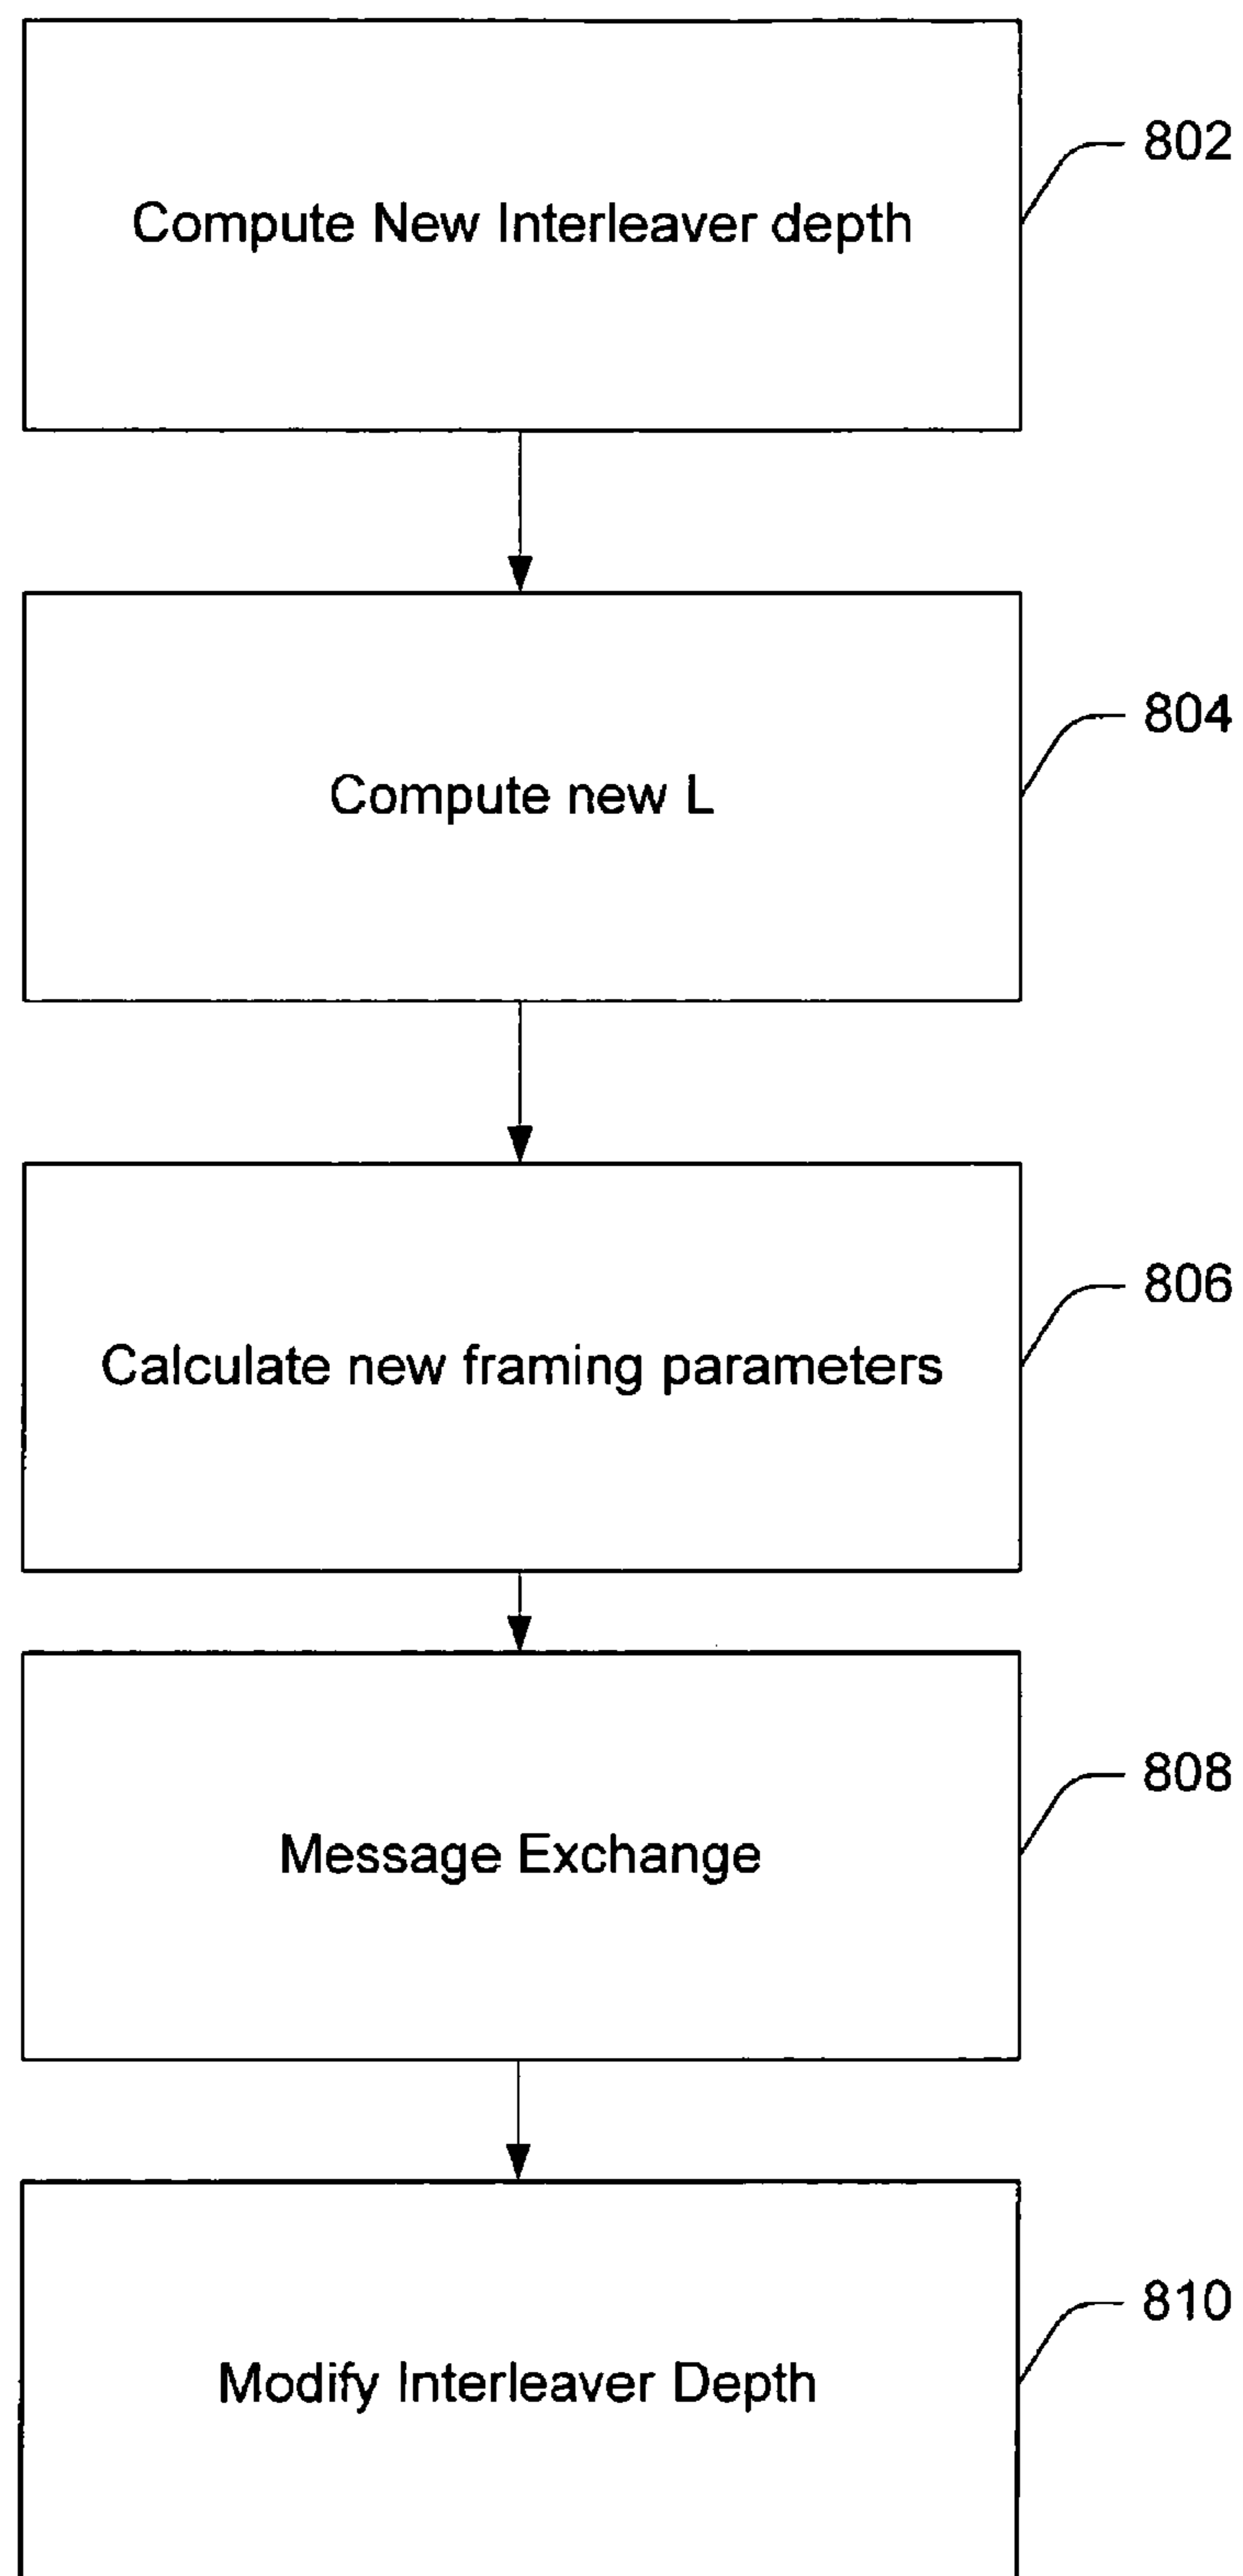 Compute New Interleaver depth
802
Compute new L
804
Calculate new framing parameters
806
Message Exchange
808
Modify Interleaver Depth
810